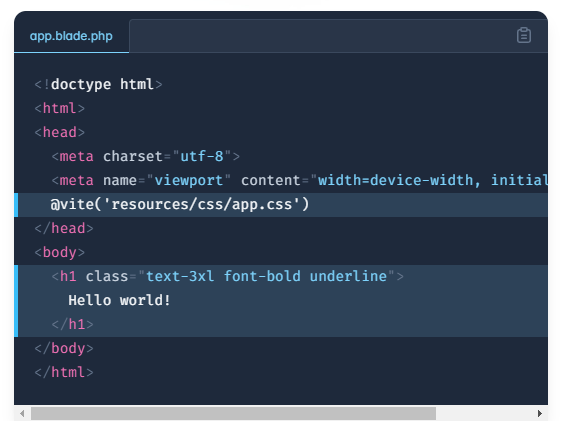 app.blade.php
<!doctype html>
<html>
<head>
  <meta charset="utf-8">
  <meta name="viewport" content="width=device-width, initial
  @vite('resources/css/app.css')
</head>
<body>
  <h1 class="text-3xl font-bold underline">
    Hello world!
  </h1>
</body>
</html>